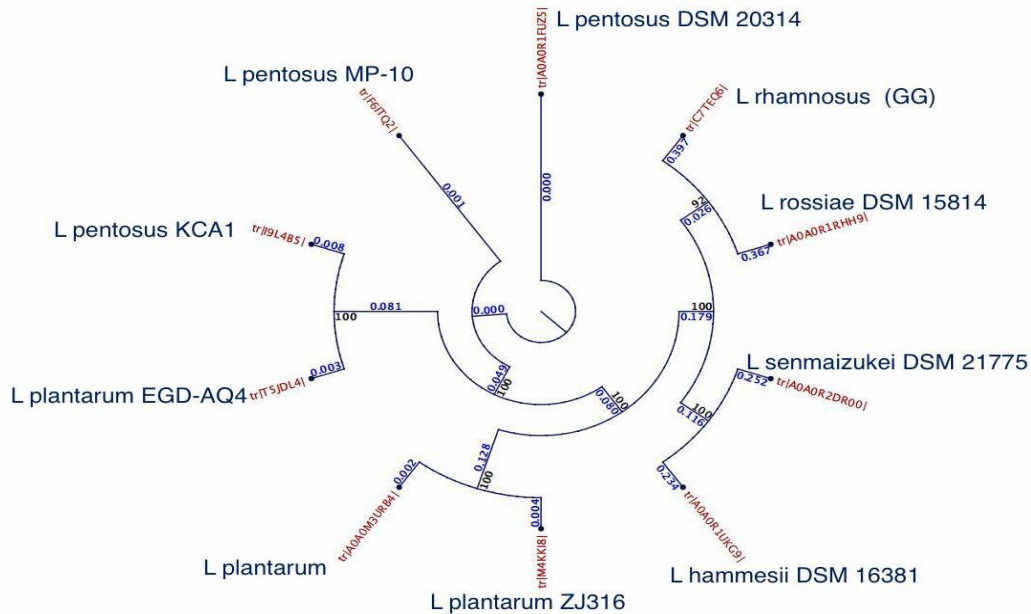 L pentosus DSM 20314
tr|A0A0R1FUZ5|
0.000
L pentosus MP-10
tr|F6ITQ2|
0.001
L rhamnosus (GG)
tr|C7TEQ6|
0.397
92
0.026
L rossiae DSM 15814
tr|A0A0R1RHH9|
0.367
L pentosus KCA1
tr|I9L4B5|
0.008
0.081
100
0.000
100
0.179
L plantarum EGD-AQ4
tr|T5JDL4|
0.003
0.049
100
100
0.080
L senmaizukei DSM 21775
tr|A0A0R2DR00|
0.252
100
0.116
0.234
tr|A0A0R1UKG9|
L hammesii DSM 16381
0.128
100
0.002
tr|A0A0M3URB4|
L plantarum
0.004
tr|M4KKI8|
L plantarum ZJ316